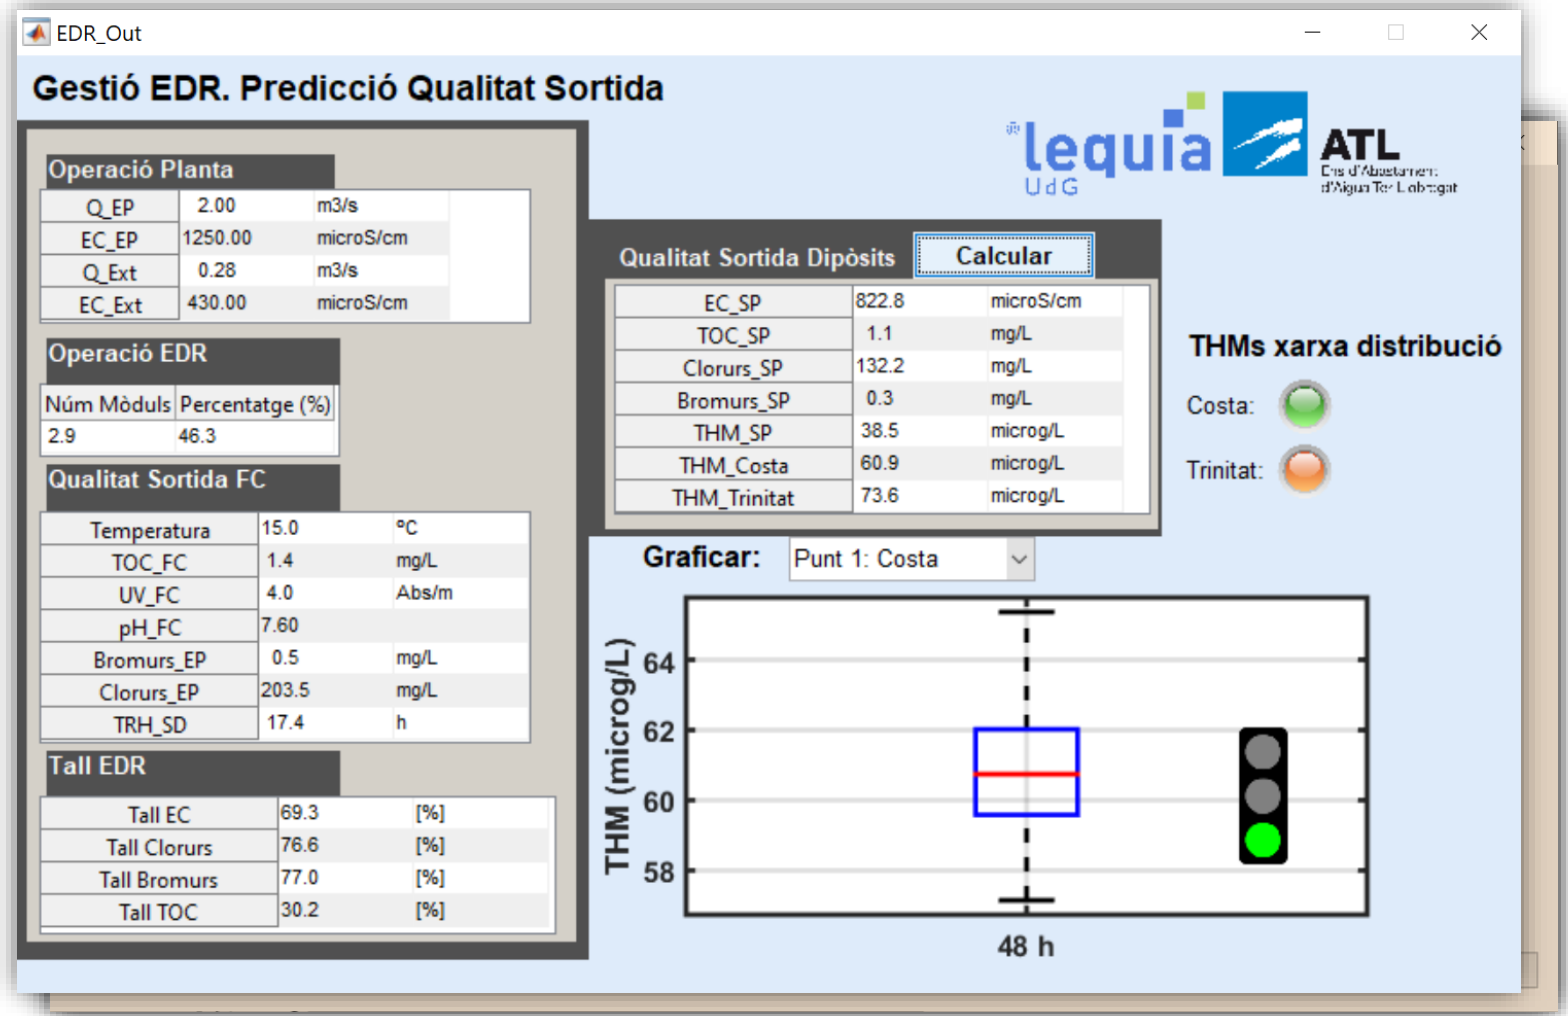 EDR_Out
Gestió EDR. Predicció Qualitat Sortida
lequia
UdG
ATL
Ens d'Abastament
d'Aigua Ter-Llobregat
Operació Planta
Q_EP 2.00 m3/s
EC_EP 1250.00 microS/cm
Q_Ext 0.28 m3/s
EC_Ext 430.00 microS/cm
Operació EDR
Núm Mòduls Percentatge (%)
2.9 46.3
Qualitat Sortida FC
Temperatura 15.0 ºC
TOC_FC 1.4 mg/L
UV_FC 4.0 Abs/m
pH_FC 7.60
Bromurs_EP 0.5 mg/L
Clorurs_EP 203.5 mg/L
TRH_SD 17.4 h
Tall EDR
Tall EC 69.3 [%]
Tall Clorurs 76.6 [%]
Tall Bromurs 77.0 [%]
Tall TOC 30.2 [%]
Qualitat Sortida Dipòsits Calcular
EC_SP 822.8 microS/cm
TOC_SP 1.1 mg/L
Clorurs_SP 132.2 mg/L
Bromurs_SP 0.3 mg/L
THM_SP 38.5 microg/L
THM_Costa 60.9 microg/L
THM_Trinitat 73.6 microg/L
THMs xarxa distribució
Costa:
Trinitat:
Graficar: Punt 1: Costa
THM (microg/L)
64
62
60
58
48 h